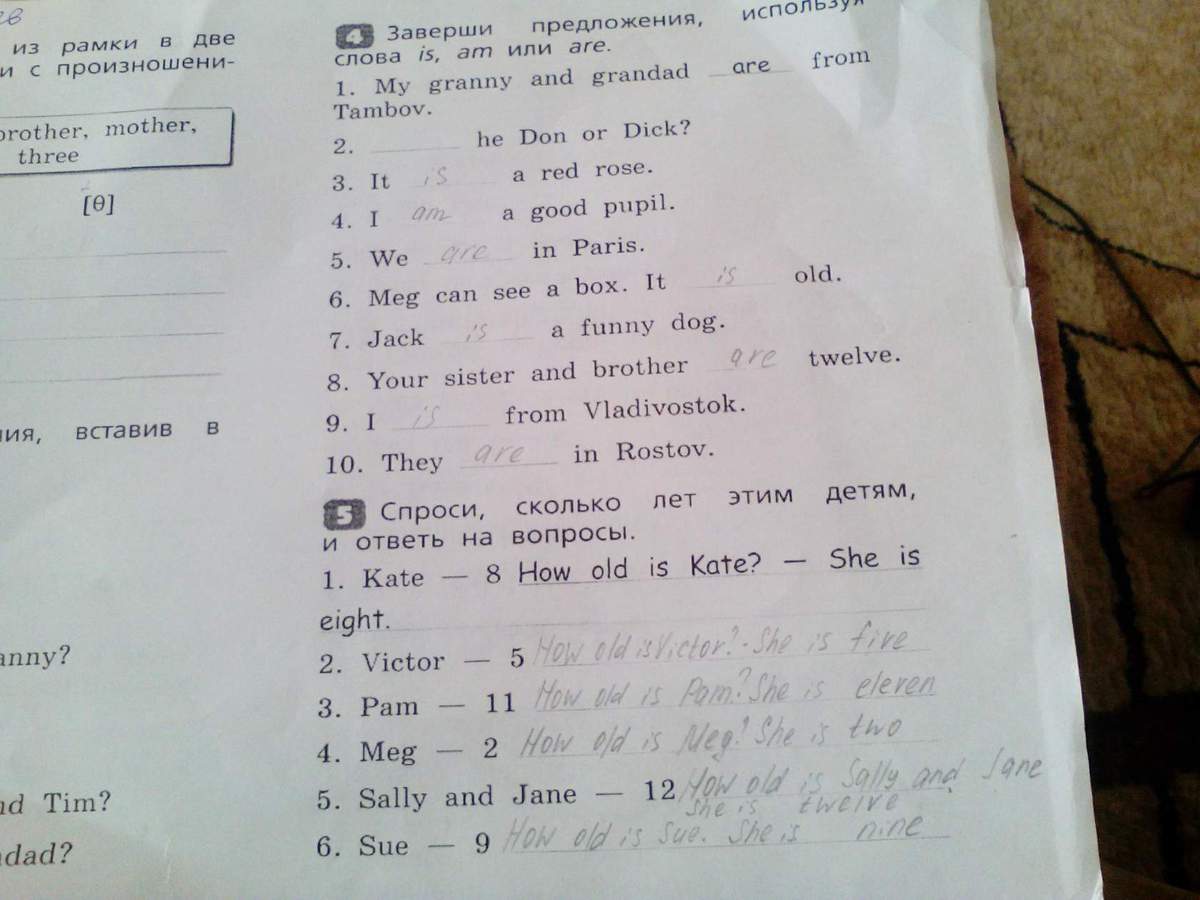 из рамки в две
и с произношени-
brother, mother,
three
[θ]
ния, вставив в
anny?
nd Tim?
ndad?
4 Заверши предложения, используя
слова is, am или are.
1. My granny and grandad are from
Tambov.
2. he Don or Dick?
3. It is a red rose.
4. I am a good pupil.
5. We are in Paris.
6. Meg can see a box. It is old.
7. Jack is a funny dog.
8. Your sister and brother are twelve.
9. I is from Vladivostok.
10. They are in Rostov.
5 Спроси, сколько лет этим детям,
и ответь на вопросы.
1. Kate — 8 How old is Kate? — She is
eight.
2. Victor — 5 How old is Victor? - She is five
3. Pam — 11 How old is Pam? She is eleven
4. Meg — 2 How old is Meg? She is two
5. Sally and Jane — 12 How old is Sally and Jane
She is twelve
6. Sue — 9 How old is Sue. She is nine